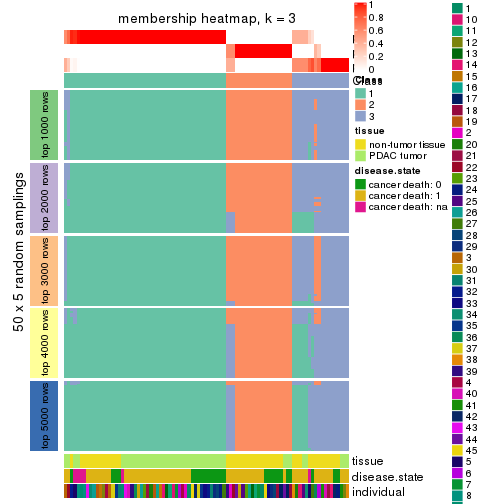 membership heatmap, k = 3
1
0.8
0.6
0.4
0.2
0
Class
1
2
3
tissue
non-tumor tissue
PDAC tumor
disease.state
cancer death: 0
cancer death: 1
cancer death: na
50 x 5 random samplings
top 1000 rows
top 2000 rows
top 3000 rows
top 4000 rows
top 5000 rows
tissue
disease.state
individual
1
10
11
12
13
14
15
16
17
18
19
2
20
21
22
23
24
25
26
27
28
29
3
30
31
32
33
34
35
36
37
38
39
4
40
41
42
43
44
45
5
6
7
8